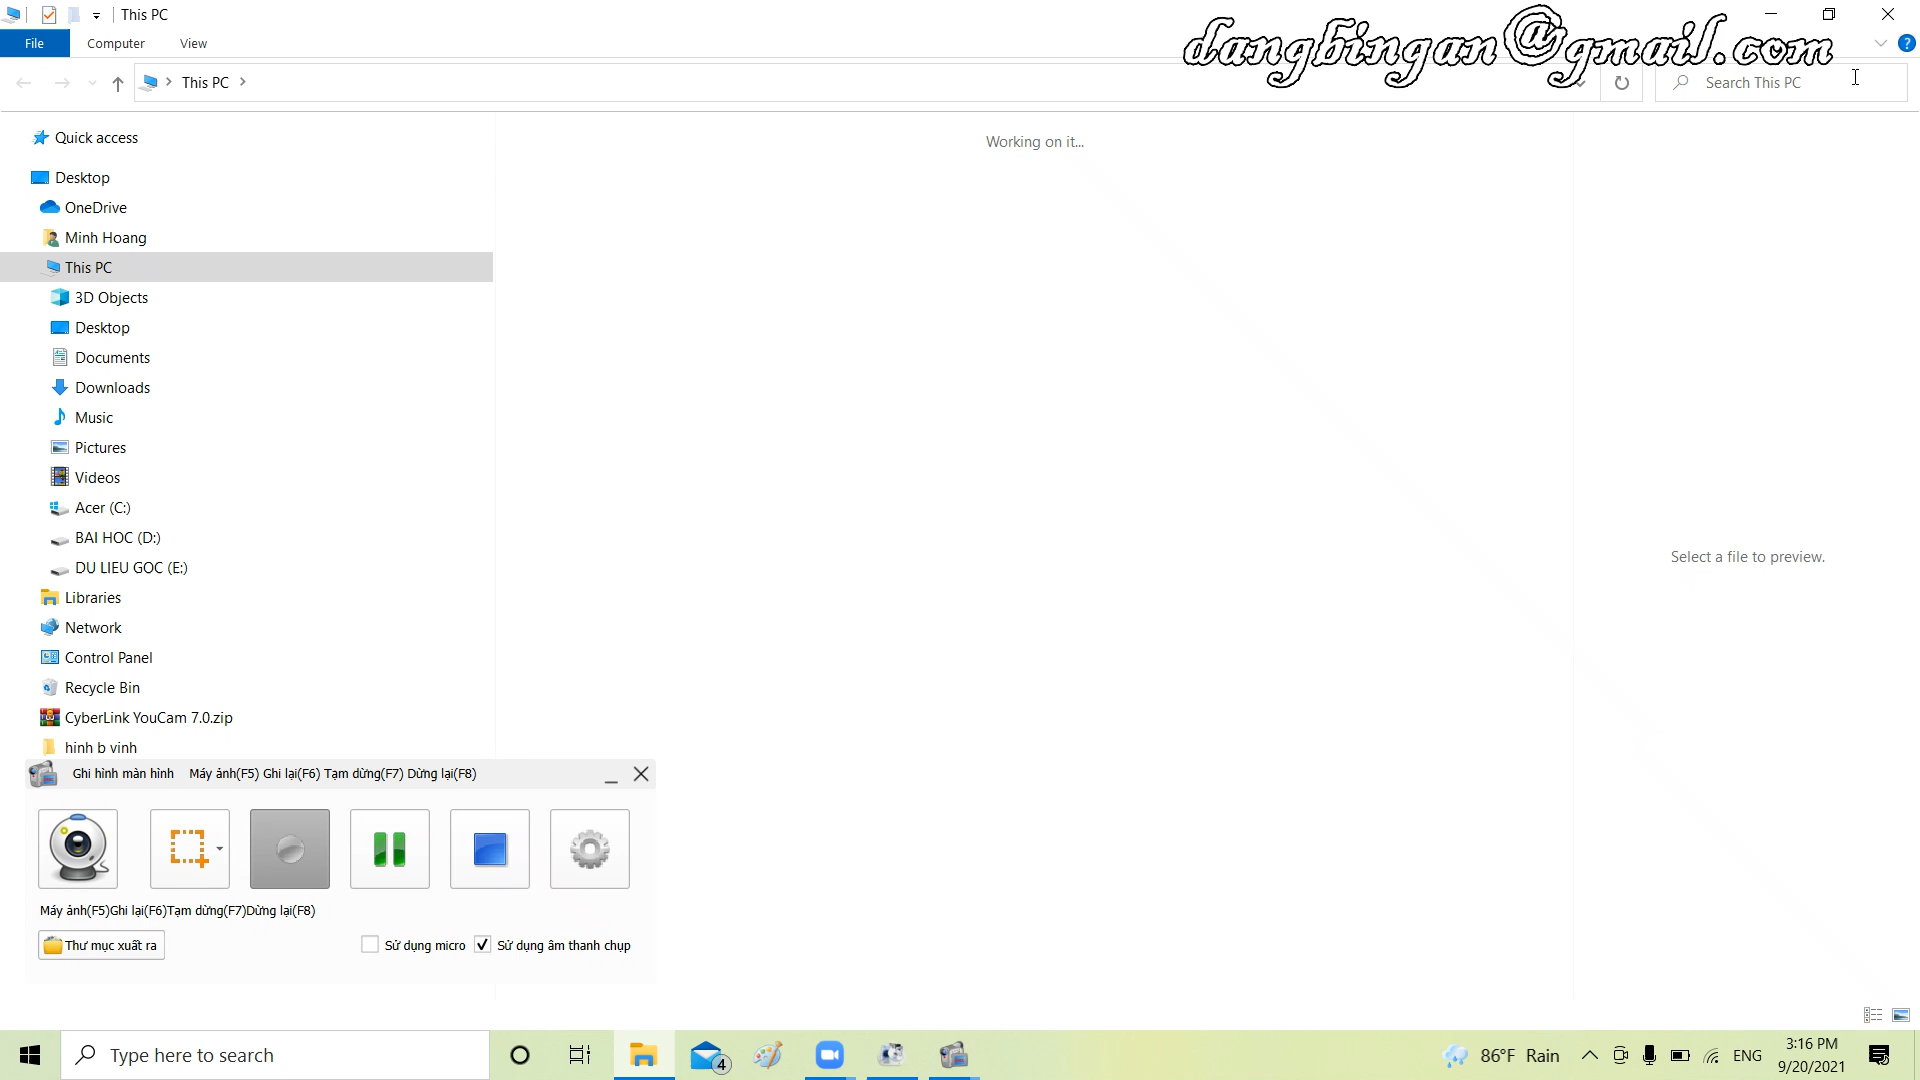 This PC
dangbingan@gmail.com
File
Computer
View
This PC
Search This PC
Quick access
Desktop
OneDrive
Minh Hoang
This PC
3D Objects
Desktop
Documents
Downloads
Music
Pictures
Videos
Acer (C:)
BAI HOC (D:)
DU LIEU GOC (E:)
Libraries
Network
Control Panel
Recycle Bin
CyberLink YouCam 7.0.zip
hinh b vinh
Working on it...
Select a file to preview.
Ghi hình màn hình Máy ảnh(F5) Ghi lại(F6) Tạm dừng(F7) Dừng lại(F8)
Máy ảnh(F5)Ghi lại(F6)Tạm dừng(F7)Dừng lại(F8)
Thư mục xuất ra
Sử dụng micro
Sử dụng âm thanh chụp
Type here to search
4
86°F Rain
ENG
3:16 PM
9/20/2021